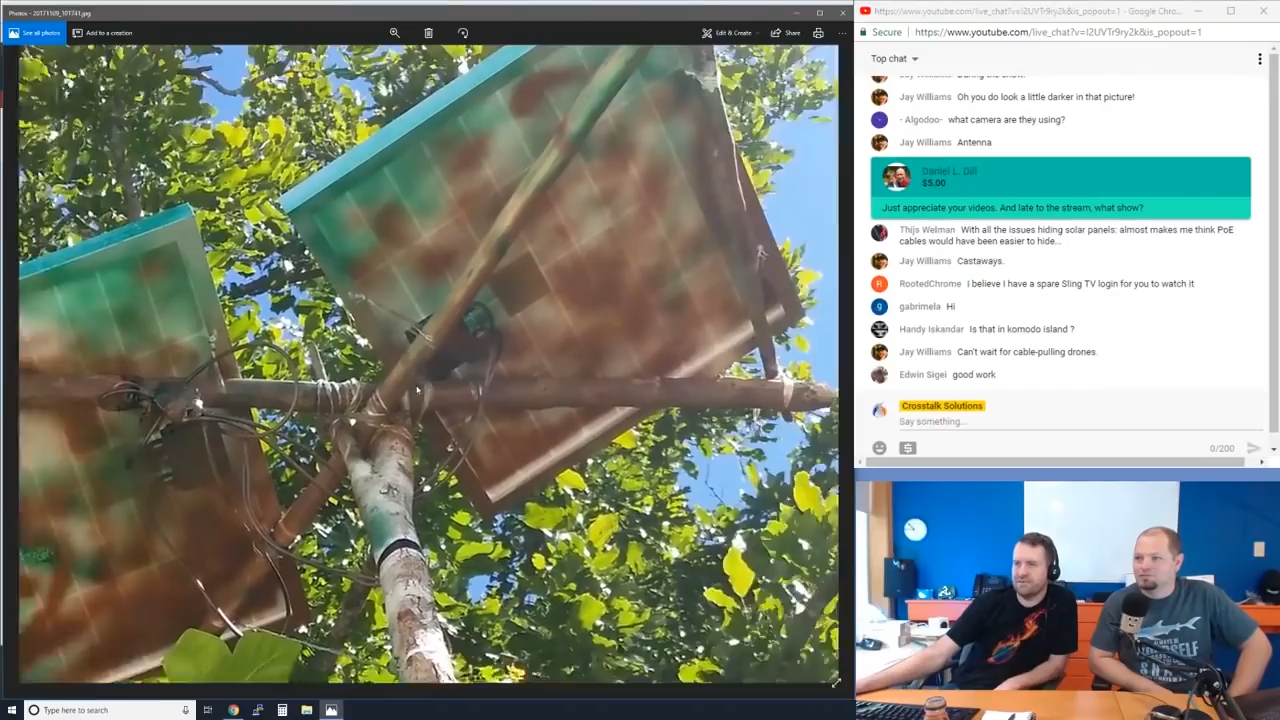 Photos - 20171109_101741.jpg
See all photos
Add to a creation
Edit & Create
Share
https://www.youtube.com/live_chat?v=I2UVTr9ry2k&is_popout=1 - Google Chro...
Secure
https://www.youtube.com/live_chat?v=I2UVTr9ry2k&is_popout=1
Top chat
Jay Williams
Jay Williams Oh you do look a little darker in that picture!
- Algodoo- what camera are they using?
Jay Williams Antenna
Daniel L. Dill
$5.00
Just appreciate your videos. And late to the stream, what show?
Thijs Welman With all the issues hiding solar panels: almost makes me think PoE
cables would have been easier to hide...
Jay Williams Castaways.
RootedChrome I believe I have a spare Sling TV login for you to watch it
gabrimela Hi
Handy Iskandar Is that in komodo island ?
Jay Williams Can't wait for cable-pulling drones.
Edwin Sigei good work
Crosstalk Solutions
Say something...
0/200
ALWAYS
YOURSELF
Type here to search